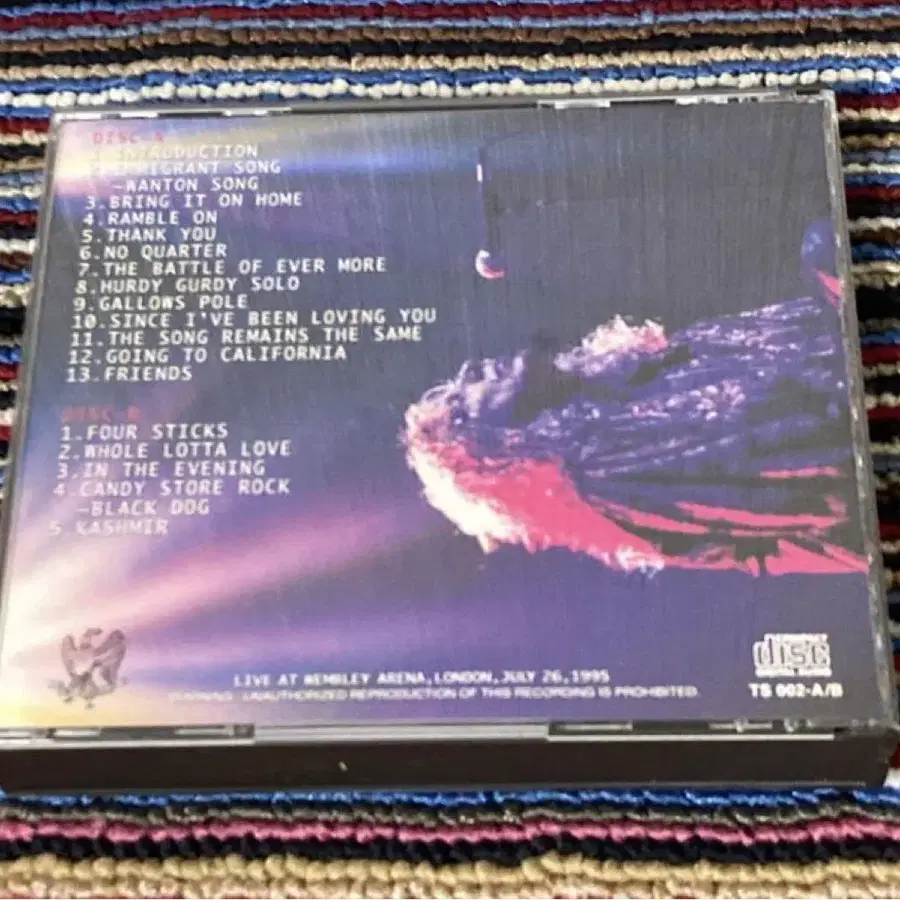 DISC-A
1.INTRODUCTION
2.IMMIGRANT SONG
~WANTON SONG
3.BRING IT ON HOME
4.RAMBLE ON
5.THANK YOU
6.NO QUARTER
7.THE BATTLE OF EVER MORE
8.HURDY GURDY SOLO
9.GALLOWS POLE
10.SINCE I'VE BEEN LOVING YOU
11.THE SONG REMAINS THE SAME
12.GOING TO CALIFORNIA
13.FRIENDS
DISC-B
1.FOUR STICKS
2.WHOLE LOTTA LOVE
3.IN THE EVENING
4.CANDY STORE ROCK
~BLACK DOG
5.KASHMIR
LIVE AT WEMBLEY ARENA,LONDON,JULY 26,1995
WARNING: UNAUTHORIZED REPRODUCTION OF THIS RECORDING IS PROHIBITED.
COMPACT
disc
DIGITAL AUDIO
TS 002-A/B